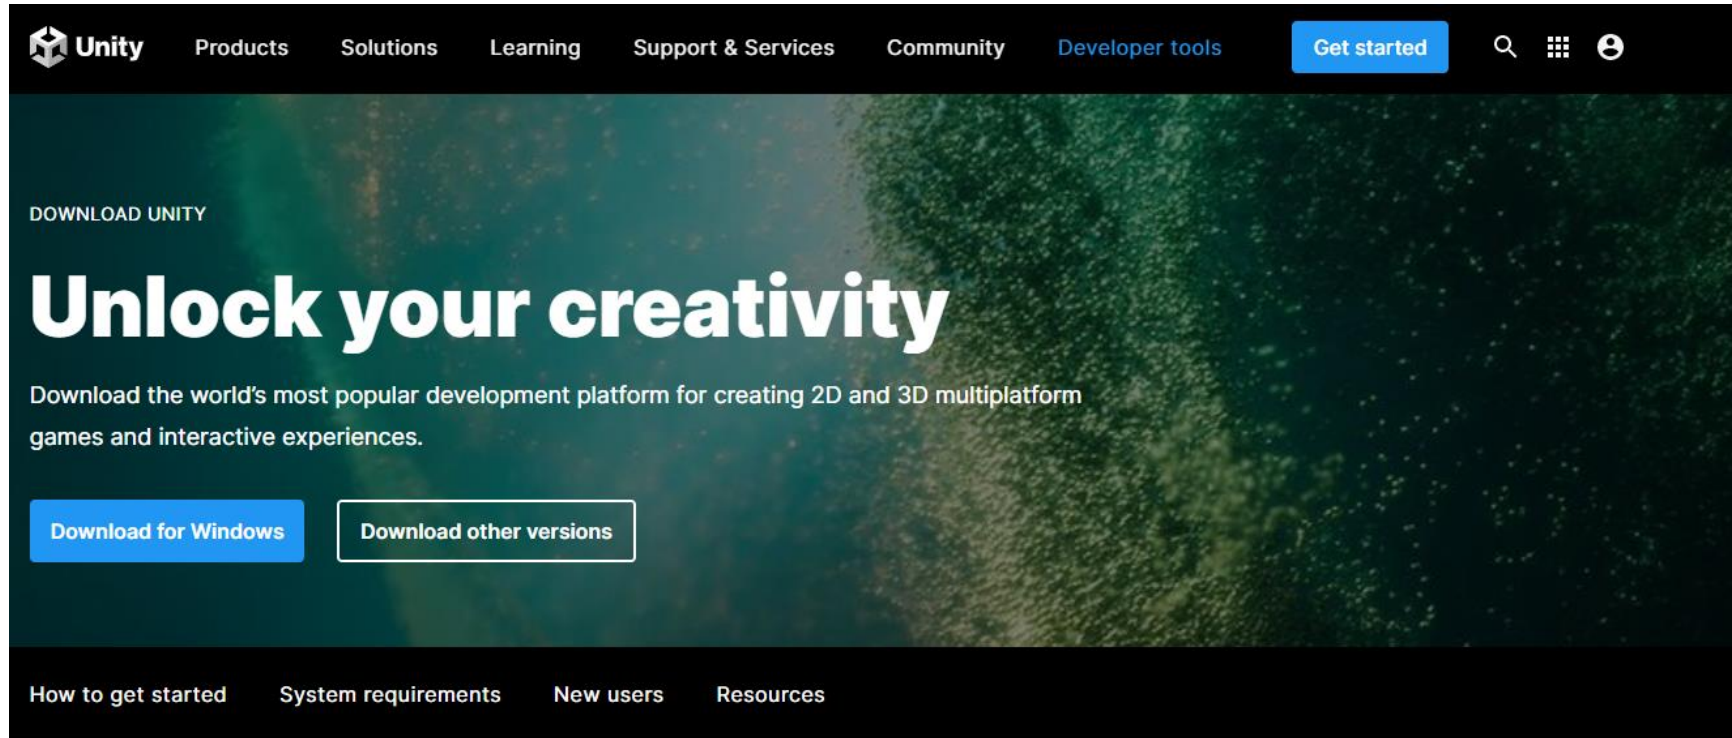 Unity
Products
Solutions
Learning
Support & Services
Community
Developer tools
Get started
DOWNLOAD UNITY
Unlock your creativity
Download the world’s most popular development platform for creating 2D and 3D multiplatform
games and interactive experiences.
Download for Windows
Download other versions
How to get started
System requirements
New users
Resources